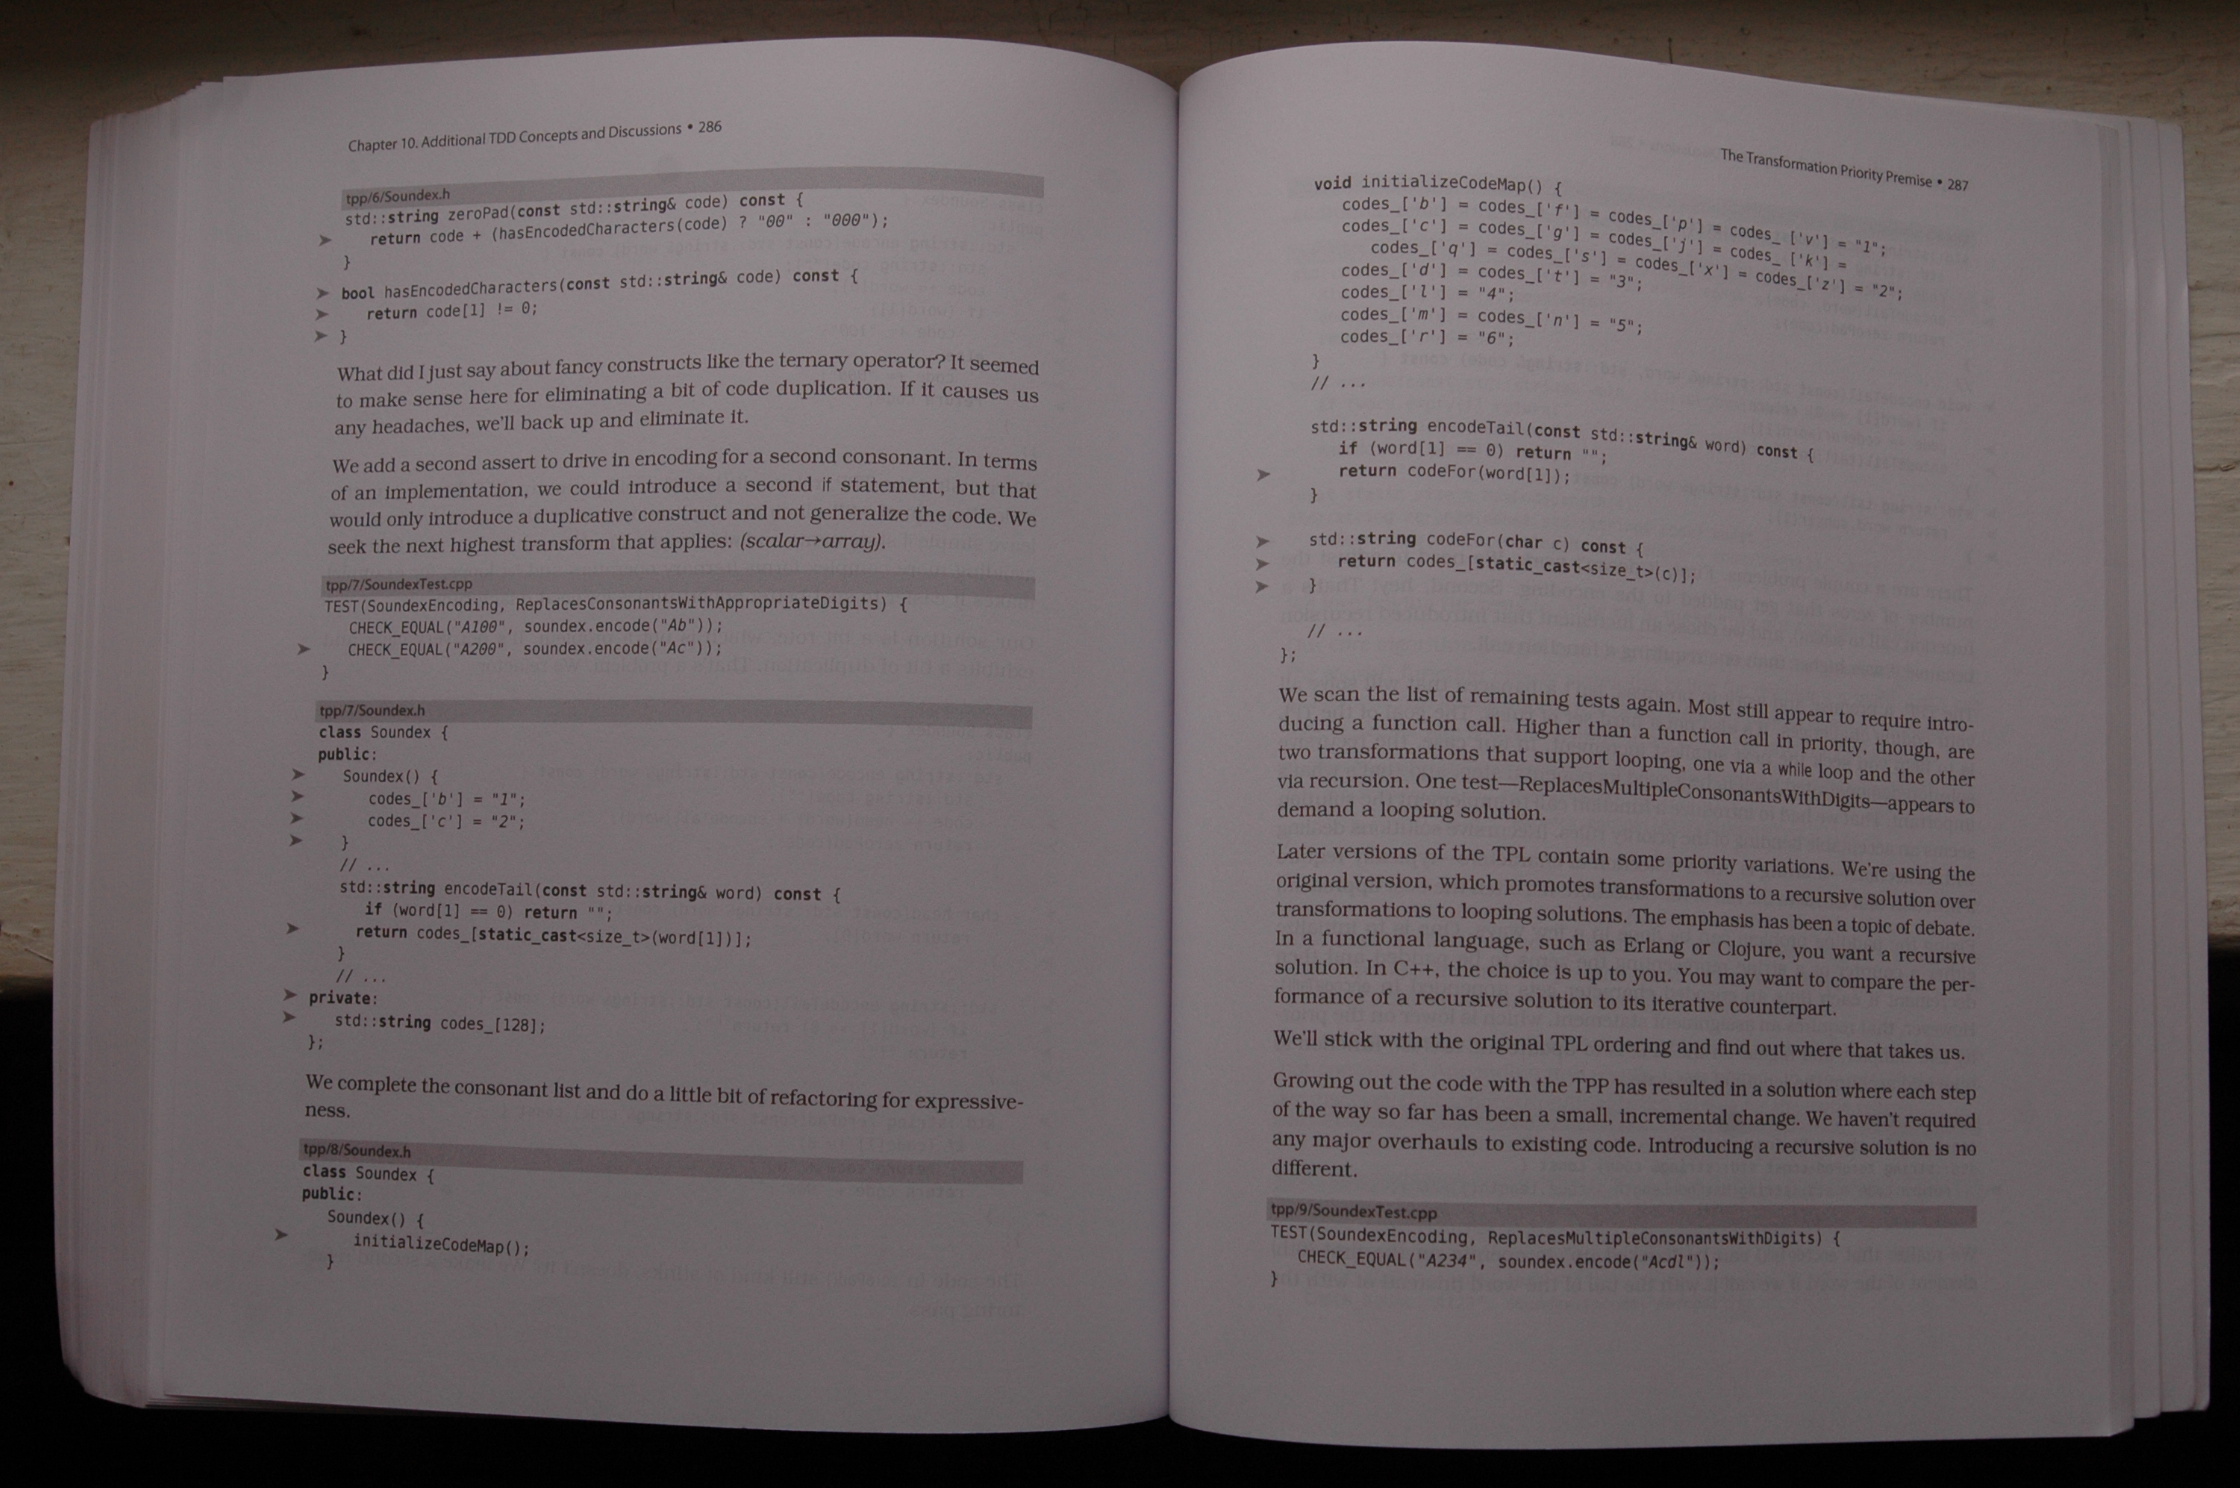 Chapter 10. Additional TDD Concepts and Discussions • 286
tpp/6/Soundex.h
std::string zeroPad(const std::string& code) const {
➤ return code + (hasEncodedCharacters(code) ? "00" : "000");
}
➤ bool hasEncodedCharacters(const std::string& code) const {
➤ return code[1] != 0;
➤ }
What did I just say about fancy constructs like the ternary operator? It seemed
to make sense here for eliminating a bit of code duplication. If it causes us
any headaches, we'll back up and eliminate it.
We add a second assert to drive in encoding for a second consonant. In terms
of an implementation, we could introduce a second if statement, but that
would only introduce a duplicative construct and not generalize the code. We
seek the next highest transform that applies: (scalar→array).
tpp/7/SoundexTest.cpp
TEST(SoundexEncoding, ReplacesConsonantsWithAppropriateDigits) {
CHECK_EQUAL("A100", soundex.encode("Ab"));
➤ CHECK_EQUAL("A200", soundex.encode("Ac"));
}
tpp/7/Soundex.h
class Soundex {
public:
➤ Soundex() {
➤ codes_['b'] = "1";
➤ codes_['c'] = "2";
➤ }
// ...
std::string encodeTail(const std::string& word) const {
if (word[1] == 0) return "";
➤ return codes_[static_cast<size_t>(word[1])];
}
// ...
➤ private:
➤ std::string codes_[128];
};
We complete the consonant list and do a little bit of refactoring for expressive-
ness.
tpp/8/Soundex.h
class Soundex {
public:
Soundex() {
➤ initializeCodeMap();
}
The Transformation Priority Premise • 287
void initializeCodeMap() {
codes_['b'] = codes_['f'] = codes_['p'] = codes_ ['v'] = "1";
codes_['c'] = codes_['g'] = codes_['j'] = codes_ ['k'] =
codes_['q'] = codes_['s'] = codes_['x'] = codes_['z'] = "2";
codes_['d'] = codes_['t'] = "3";
codes_['l'] = "4";
codes_['m'] = codes_['n'] = "5";
codes_['r'] = "6";
}
// ...
std::string encodeTail(const std::string& word) const {
if (word[1] == 0) return "";
➤ return codeFor(word[1]);
}
➤ std::string codeFor(char c) const {
➤ return codes_[static_cast<size_t>(c)];
➤ }
// ...
};
We scan the list of remaining tests again. Most still appear to require intro-
ducing a function call. Higher than a function call in priority, though, are
two transformations that support looping, one via a while loop and the other
via recursion. One test—ReplacesMultipleConsonantsWithDigits—appears to
demand a looping solution.
Later versions of the TPL contain some priority variations. We're using the
original version, which promotes transformations to a recursive solution over
transformations to looping solutions. The emphasis has been a topic of debate.
In a functional language, such as Erlang or Clojure, you want a recursive
solution. In C++, the choice is up to you. You may want to compare the per-
formance of a recursive solution to its iterative counterpart.
We'll stick with the original TPL ordering and find out where that takes us.
Growing out the code with the TPP has resulted in a solution where each step
of the way so far has been a small, incremental change. We haven't required
any major overhauls to existing code. Introducing a recursive solution is no
different.
tpp/9/SoundexTest.cpp
TEST(SoundexEncoding, ReplacesMultipleConsonantsWithDigits) {
CHECK_EQUAL("A234", soundex.encode("Acdl"));
}